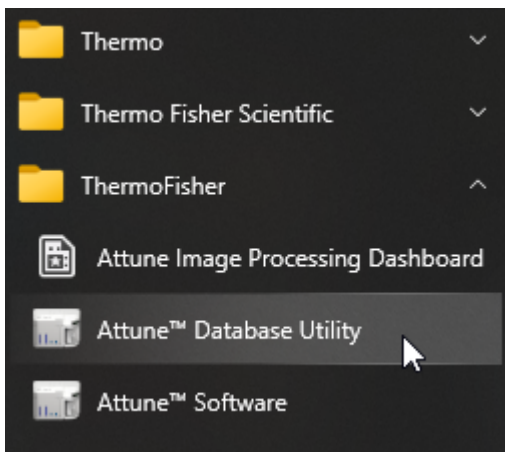 Thermo
Thermo Fisher Scientific
ThermoFisher
Attune Image Processing Dashboard
Attune™ Database Utility
Attune™ Software